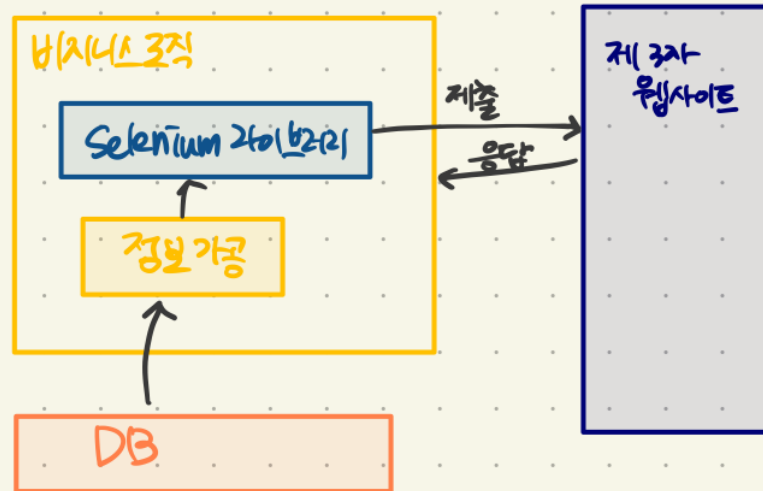 비지니스 로직
제 3자
웹사이트
제출
Selenium 라이브러리
응답
정보 가공
DB